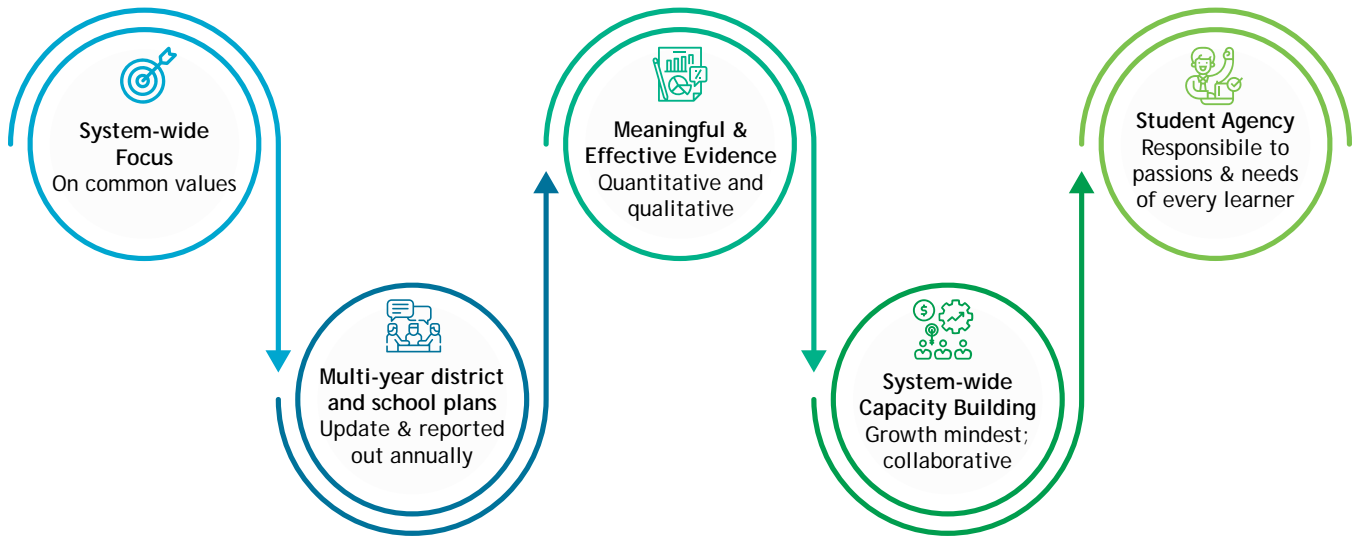 System-wide
Focus
On common values
Multi-year district
and school plans
Update & reported
out annually
Meaningful &
Effective Evidence
Quantitative and
qualitative
$
System-wide
Capacity Building
Growth mindest;
collaborative
Student Agency
Responsibile to
passions & needs
of every learner